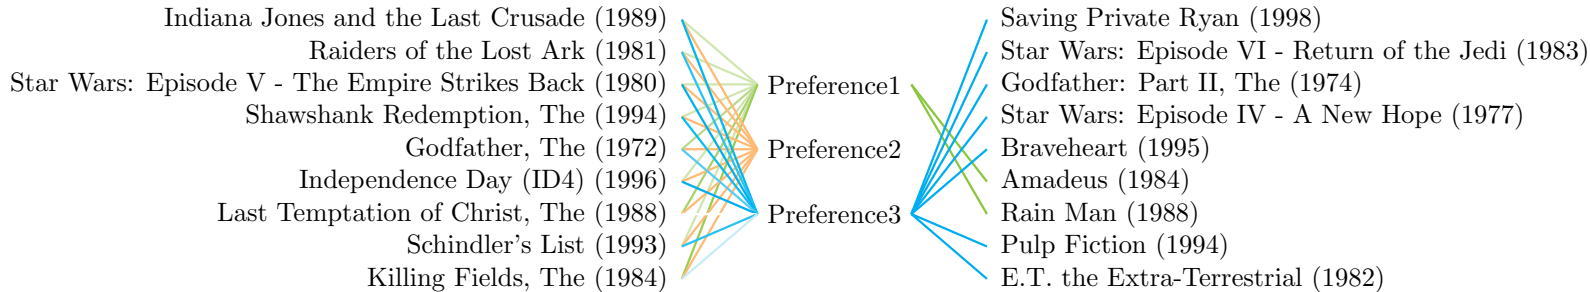 Indiana Jones and the Last Crusade (1989)
Raiders of the Lost Ark (1981)
Star Wars: Episode V - The Empire Strikes Back (1980)
Shawshank Redemption, The (1994)
Godfather, The (1972)
Independence Day (ID4) (1996)
Last Temptation of Christ, The (1988)
Schindler's List (1993)
Killing Fields, The (1984)
Preference1
Preference2
Preference3
Saving Private Ryan (1998)
Star Wars: Episode VI - Return of the Jedi (1983)
Godfather: Part II, The (1974)
Star Wars: Episode IV - A New Hope (1977)
Braveheart (1995)
Amadeus (1984)
Rain Man (1988)
Pulp Fiction (1994)
E.T. the Extra-Terrestrial (1982)